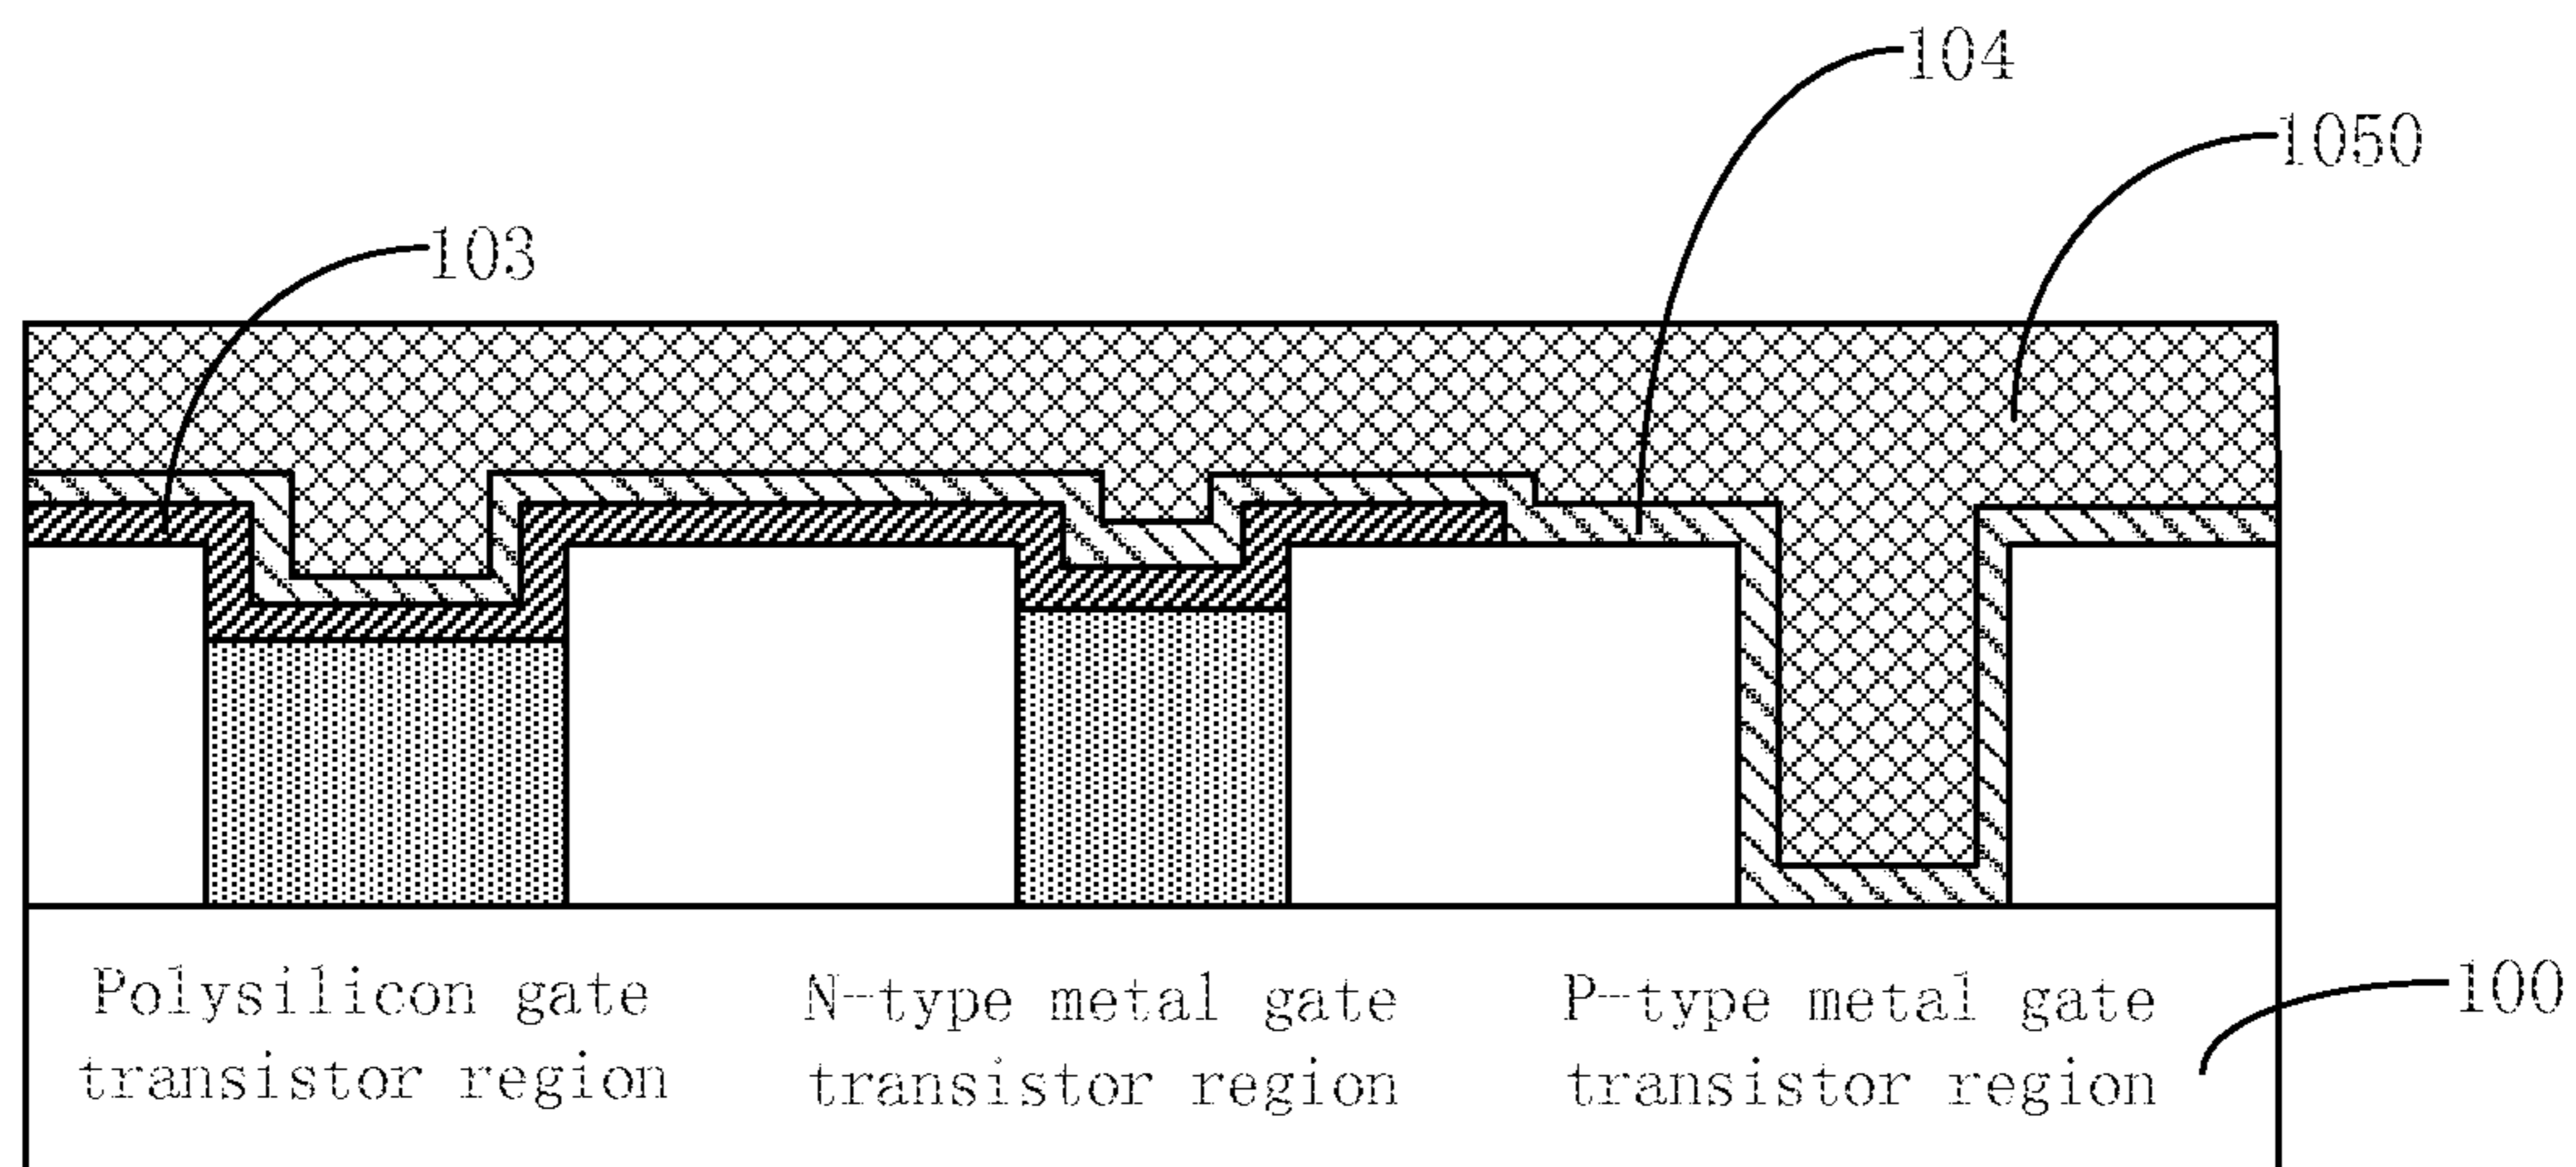 104
1050
103
Polysilicon gate
transistor region
N-type metal gate
transistor region
P-type metal gate
transistor region
100